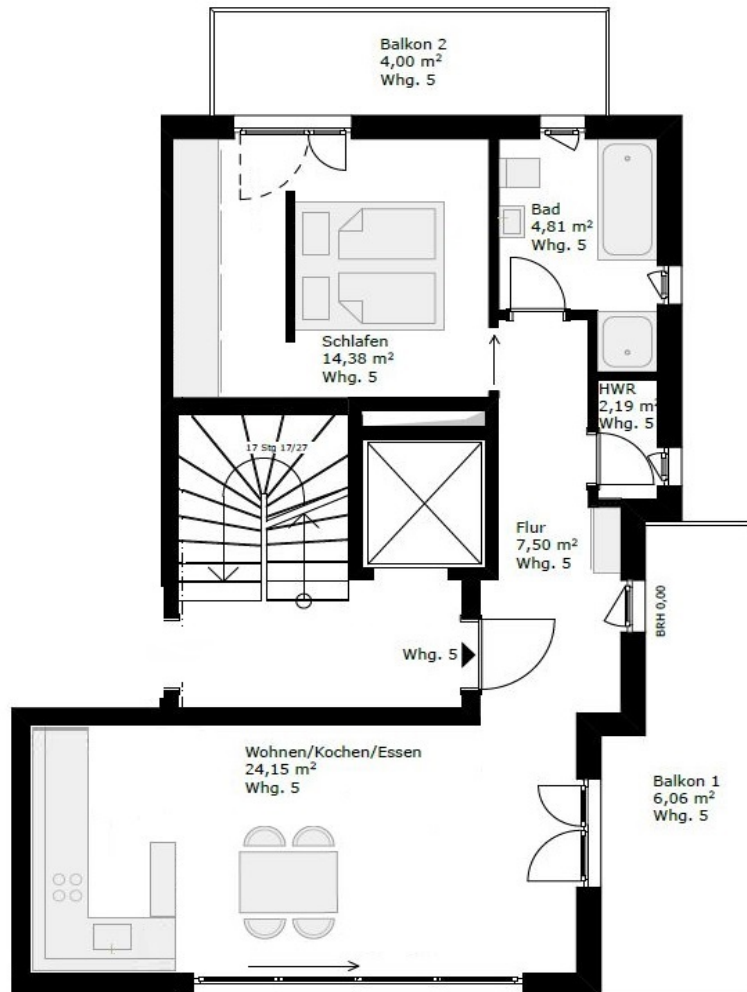 Balkon 2
4,00 m²
Whg. 5
Bad
4,81 m²
Whg. 5
Schlafen
14,38 m²
Whg. 5
HWR
2,19 m²
Whg. 5
17 Stg 17/27
Flur
7,50 m²
Whg. 5
BRH 0,00
Whg. 5
Wohnen/Kochen/Essen
24,15 m²
Whg. 5
Balkon 1
6,06 m²
Whg. 5